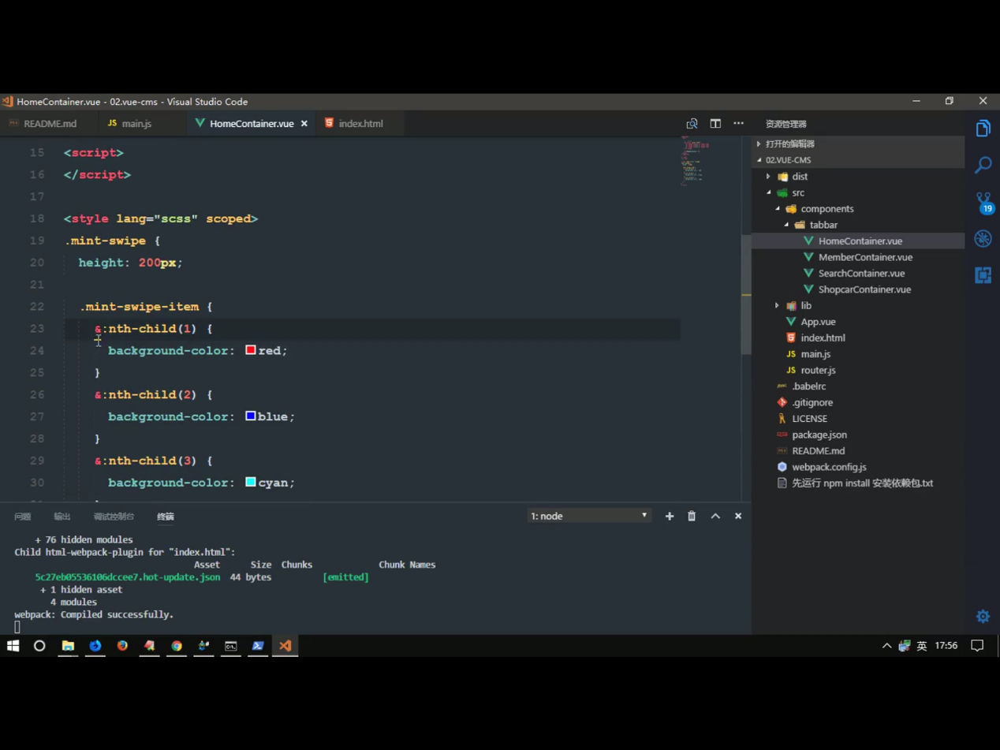 HomeContainer.vue - 02.vue-cms - Visual Studio Code
README.md
JS main.js
HomeContainer.vue
index.html
资源管理器
15 <script>
16 </script>
17
18 <style lang="scss" scoped>
19 .mint-swipe {
20 height: 200px;
21
22 .mint-swipe-item {
23 &:nth-child(1) {
24 background-color: red;
25 }
26 &:nth-child(2) {
27 background-color: blue;
28 }
29 &:nth-child(3) {
30 background-color: cyan;
打开的编辑器
02.VUE-CMS
dist
src
components
tabbar
HomeContainer.vue
MemberContainer.vue
SearchContainer.vue
ShopcarContainer.vue
lib
App.vue
index.html
JS main.js
JS router.js
.babelrc
.gitignore
LICENSE
package.json
README.md
webpack.config.js
先运行 npm install 安装依赖包.txt
19
问题 输出 调试控制台 终端
1: node
+ 76 hidden modules
Child html-webpack-plugin for "index.html":
Asset Size Chunks Chunk Names
5c27eb05536106dccee7.hot-update.json 44 bytes [emitted]
+ 1 hidden asset
4 modules
webpack: Compiled successfully.
英 17:56